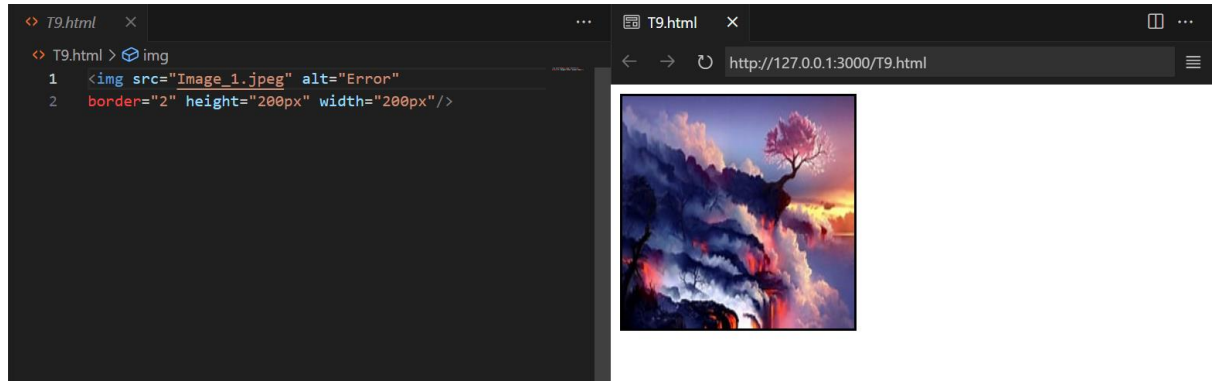 T9.html
T9.html > img
1 <img src="Image_1.jpeg" alt="Error"
2 border="2" height="200px" width="200px"/>
T9.html
http://127.0.0.1:3000/T9.html